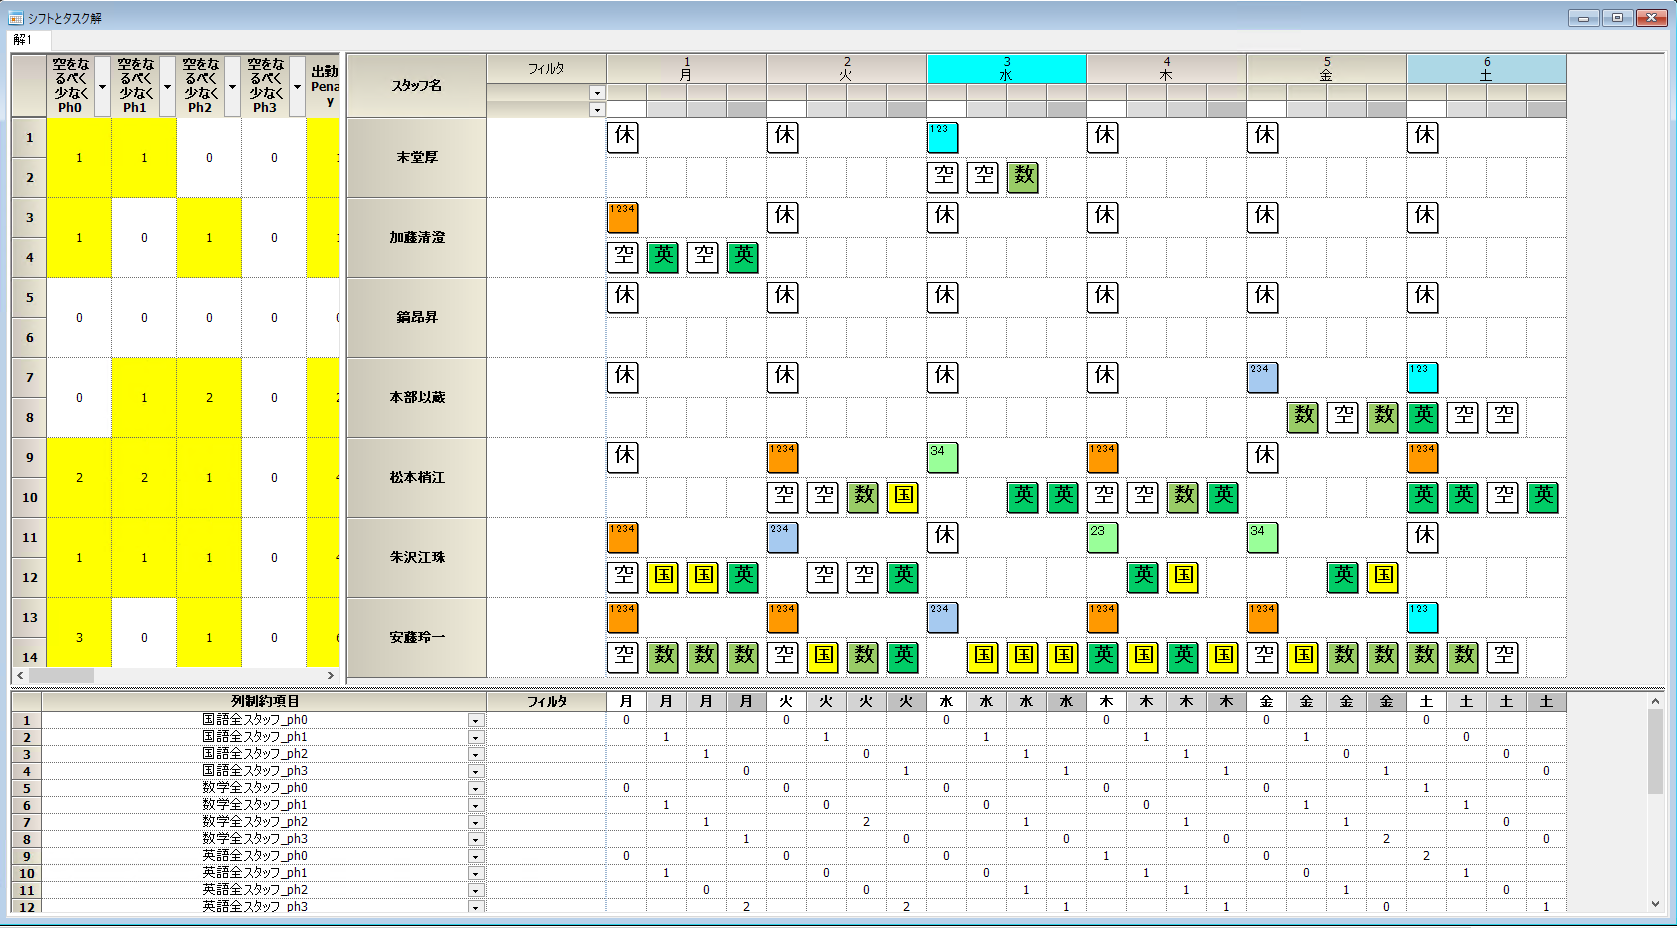 シフトとタスク解
解1
空をな
るべく
少なく
Ph0
空をな
るべく
少なく
Ph1
空をな
るべく
少なく
Ph2
空をな
るべく
少なく
Ph3
出勤
Pena
y
スタッフ名
フィルタ
1 2 3 4 5 6
月 火 水 木 金 土
1
2
1 1 0 0
末堂厚
休 休 123 休 休 休
空 空 数
3
4
1 0 1 0
加藤清澄
1234 休 休 休 休 休
空 英 空 英
5
6
0 0 0 0
鎬昂昇
休 休 休 休 休 休
7
8
0 1 2 0
本部以蔵
休 休 休 休 234 123
数 空 数 英 空 空
9
10
2 2 1 0
松本梢江
休 1234 34 1234 休 1234
空 空 数 国 英 英 空 空 数 英 英 英 空 英
11
12
1 1 1 0
朱沢江珠
1234 234 休 23 34 休
空 国 国 英 空 空 英 英 国 英 国
13
14
3 0 1 0
安藤玲一
1234 1234 234 1234 1234 123
空 数 数 数 空 国 数 英 国 国 国 英 国 英 国 空 国 数 数 数 数 空
列制約項目 フィルタ 月 月 月 月 火 火 火 火 水 水 水 水 木 木 木 木 金 金 金 金 土 土 土 土
1 国語全スタッフ_ph0 0 0 0 0 0 0
2 国語全スタッフ_ph1 1 1 1 1 1 0
3 国語全スタッフ_ph2 1 0 1 1 0 0
4 国語全スタッフ_ph3 0 1 1 1 1 0
5 数学全スタッフ_ph0 0 0 0 0 0 1
6 数学全スタッフ_ph1 1 0 0 0 1 1
7 数学全スタッフ_ph2 1 2 1 1 1 0
8 数学全スタッフ_ph3 1 0 0 0 2 0
9 英語全スタッフ_ph0 0 0 0 1 0 2
10 英語全スタッフ_ph1 1 0 0 1 0 1
11 英語全スタッフ_ph2 0 0 1 1 1 0
12 英語全スタッフ_ph3 2 2 1 1 0 1